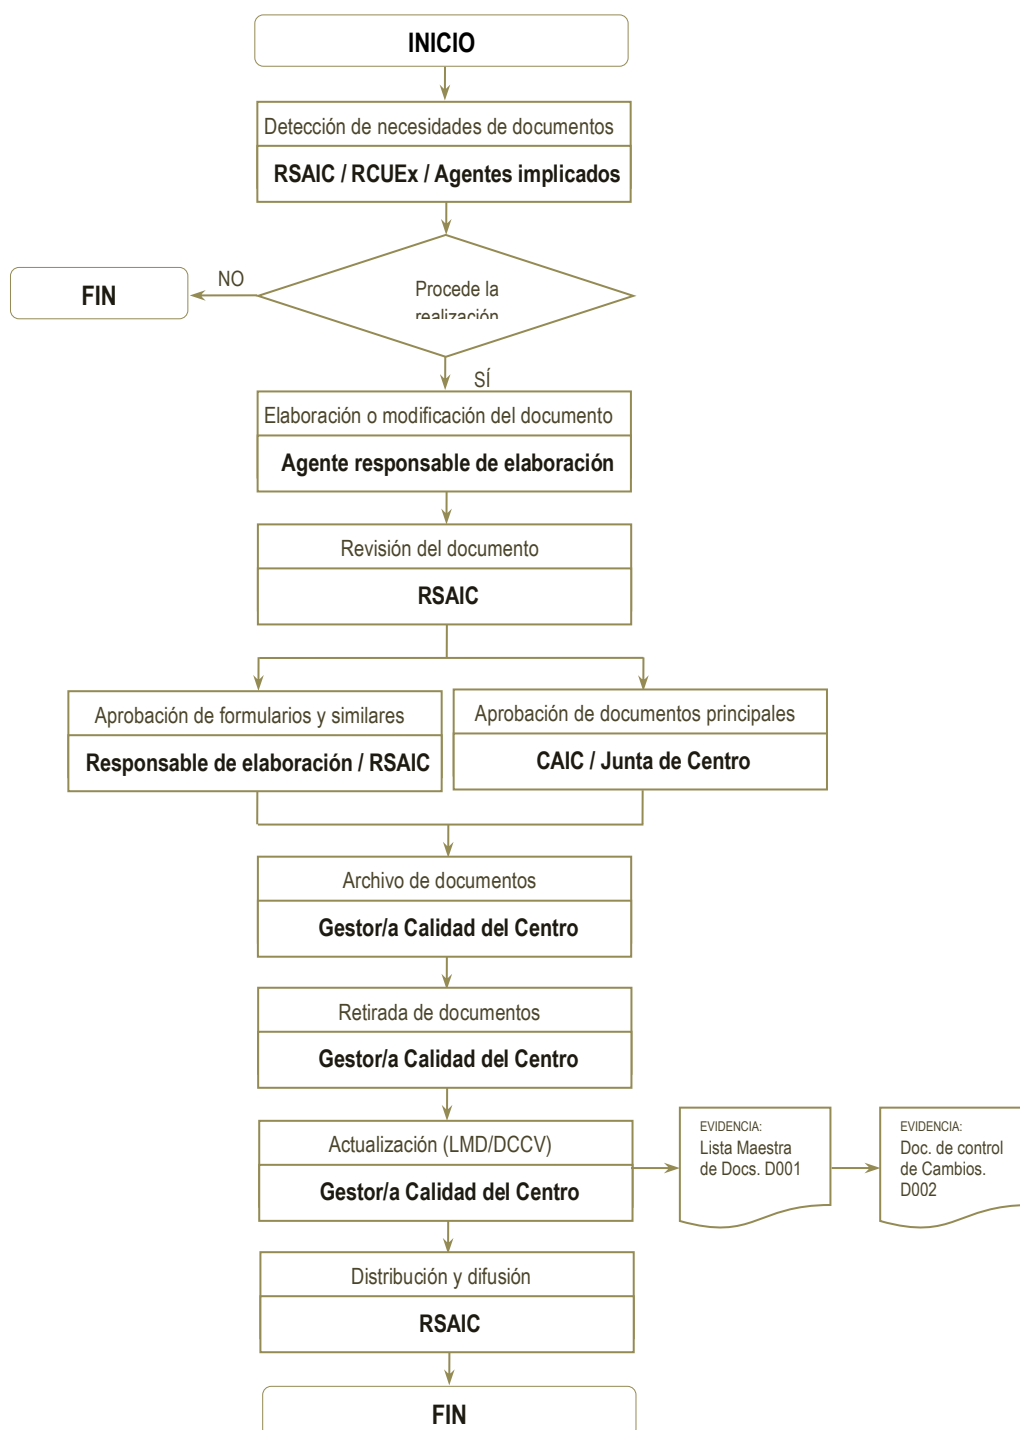 INICIO
Detección de necesidades de documentos
RSAIC / RCUEx / Agentes implicados
NO
FIN
Procede la
realización
SÍ
Elaboración o modificación del documento
Agente responsable de elaboración
Revisión del documento
RSAIC
Aprobación de formularios y similares
Responsable de elaboración / RSAIC
Aprobación de documentos principales
CAIC / Junta de Centro
Archivo de documentos
Gestor/a Calidad del Centro
Retirada de documentos
Gestor/a Calidad del Centro
Actualización (LMD/DCCV)
Gestor/a Calidad del Centro
EVIDENCIA:
Lista Maestra
de Docs. D001
EVIDENCIA:
Doc. de control
de Cambios.
D002
Distribución y difusión
RSAIC
FIN